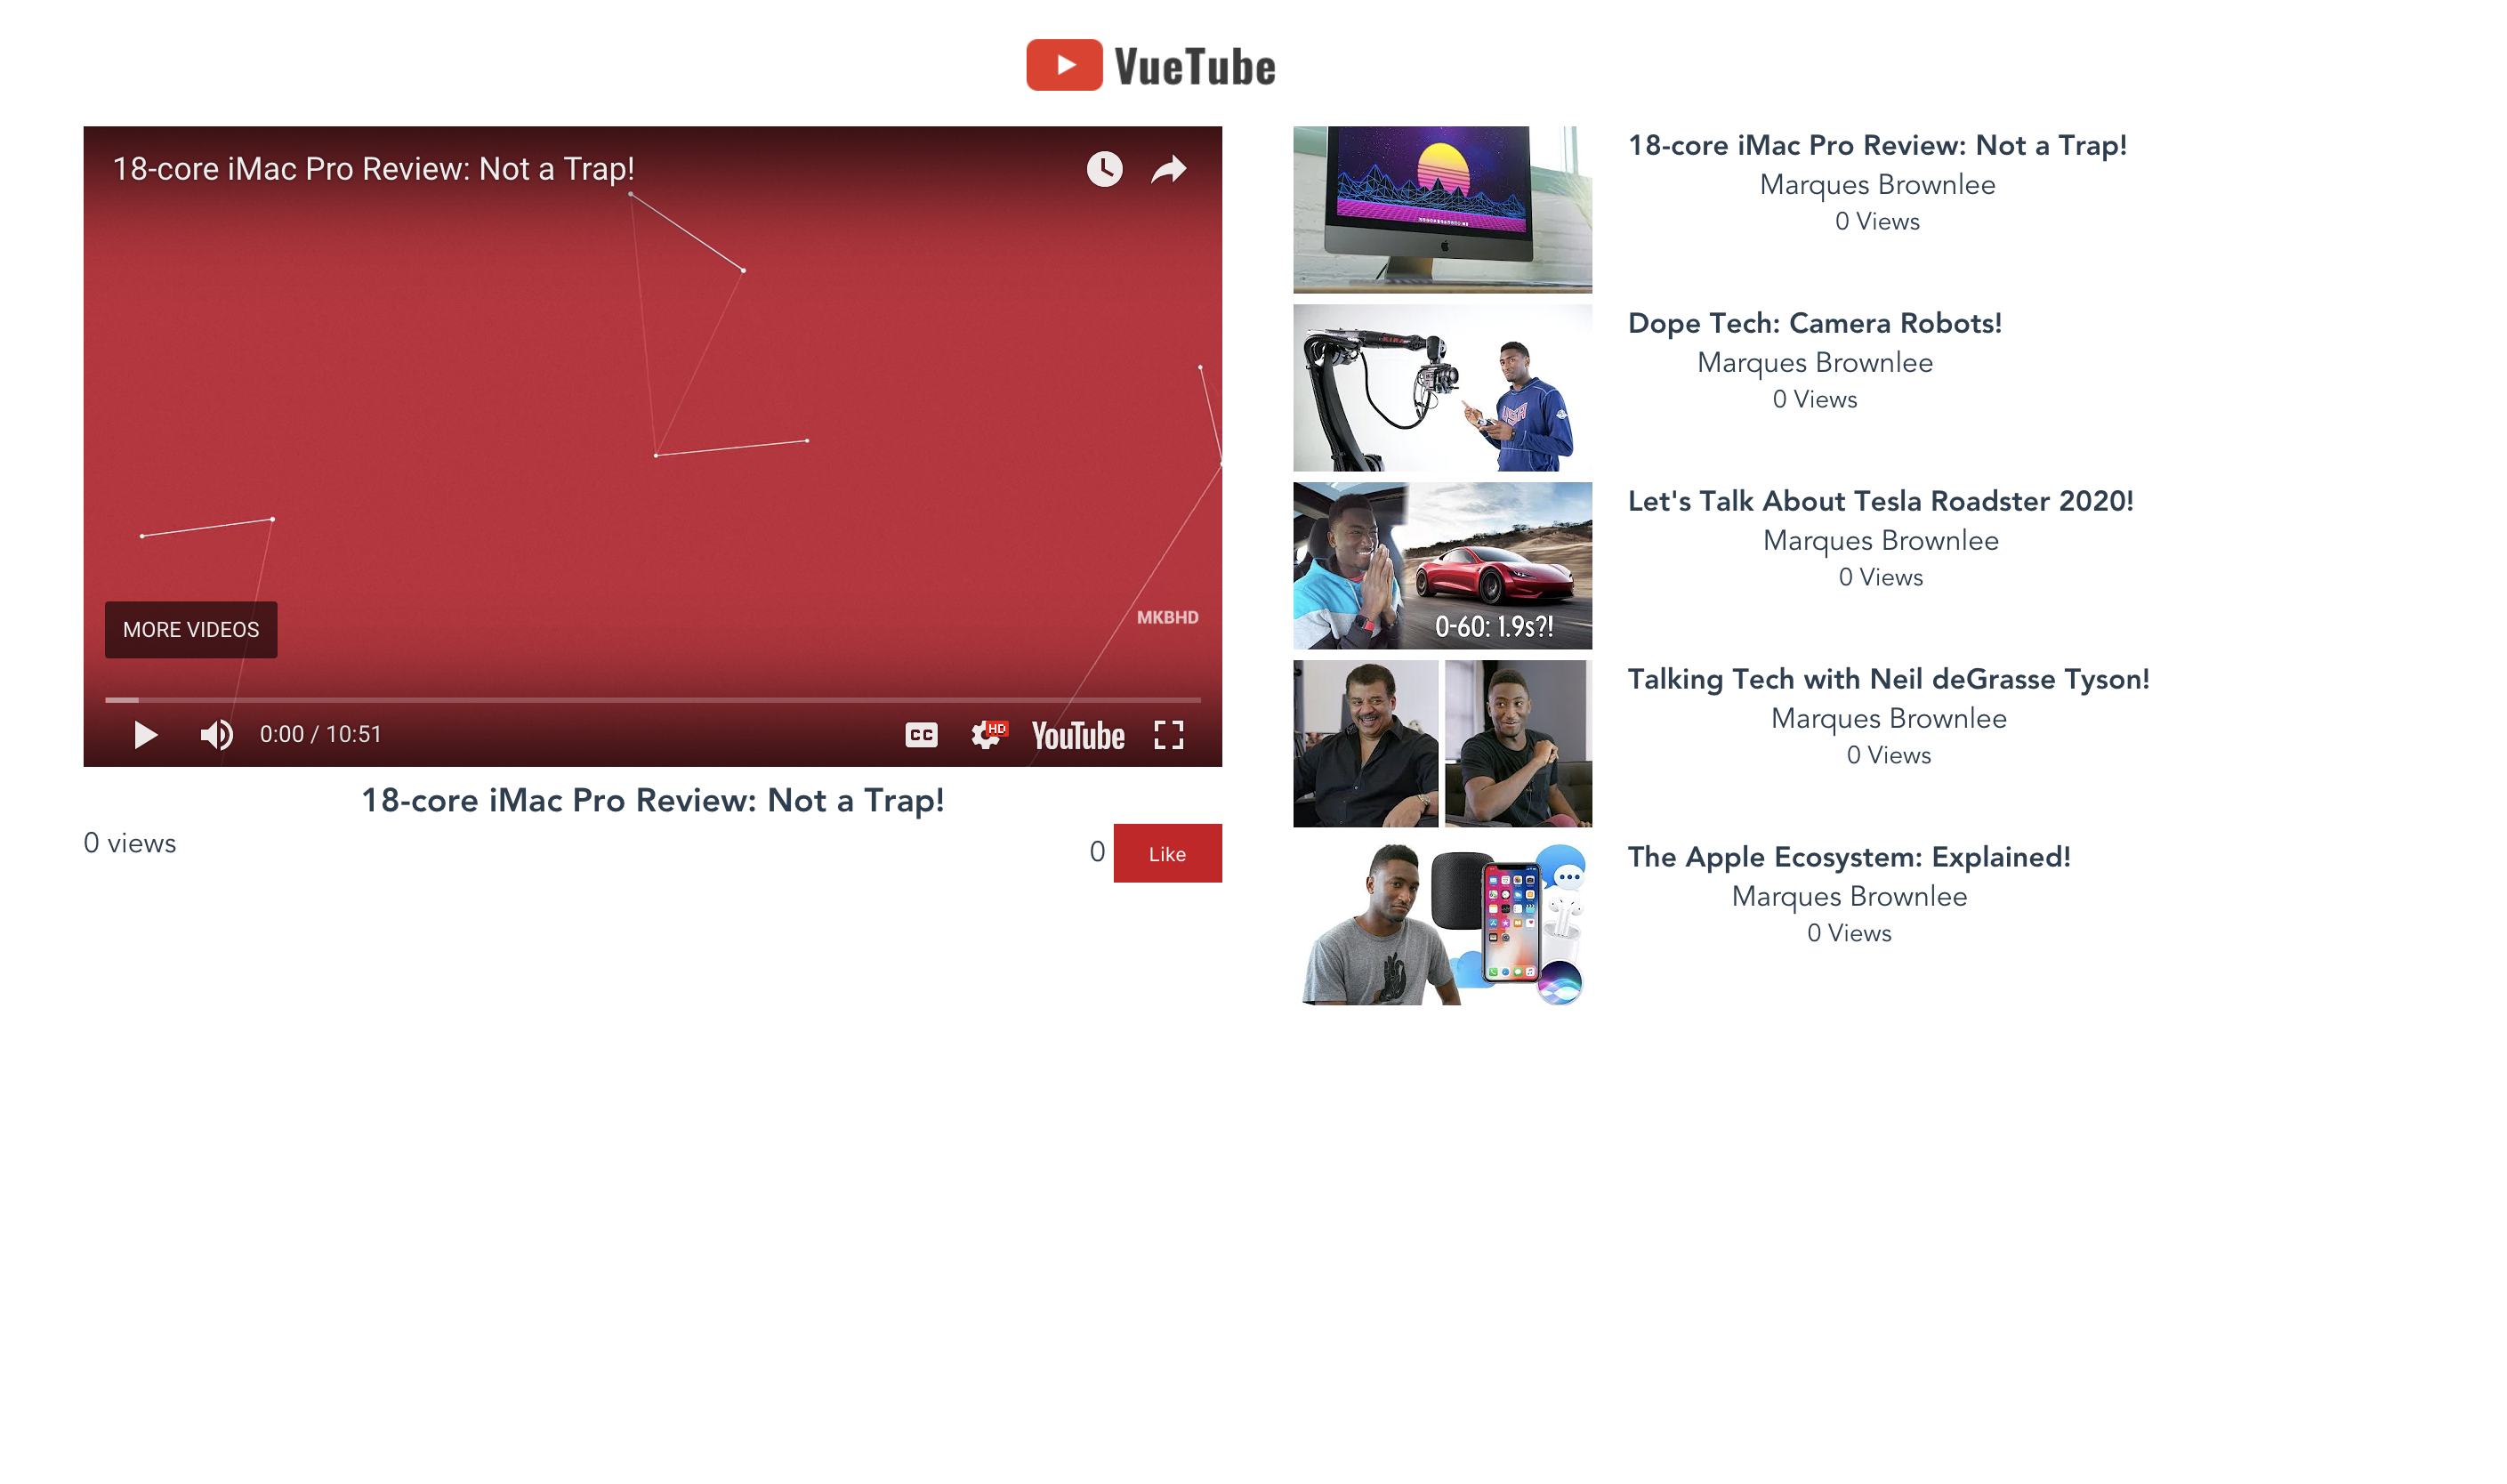 VueTube
18-core iMac Pro Review: Not a Trap!
MKBHD
MORE VIDEOS
0:00 / 10:51
CC
HD
YouTube
18-core iMac Pro Review: Not a Trap!
0 views
0
Like
18-core iMac Pro Review: Not a Trap!
Marques Brownlee
0 Views
Dope Tech: Camera Robots!
Marques Brownlee
0 Views
0-60: 1.9s?!
Let's Talk About Tesla Roadster 2020!
Marques Brownlee
0 Views
Talking Tech with Neil deGrasse Tyson!
Marques Brownlee
0 Views
The Apple Ecosystem: Explained!
Marques Brownlee
0 Views